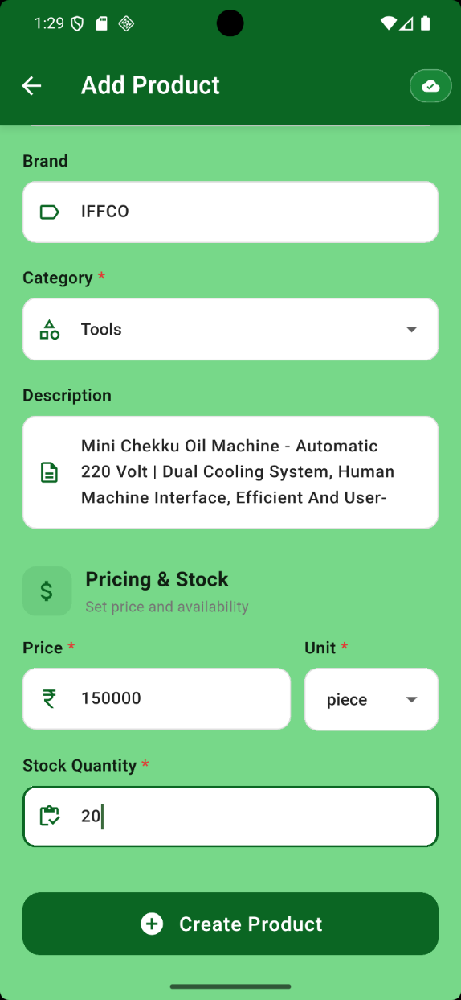 1:29
Add Product
Brand
IFFCO
Category *
Tools
Description
Mini Chekku Oil Machine - Automatic
220 Volt | Dual Cooling System, Human
Machine Interface, Efficient And User-
$
Pricing & Stock
Set price and availability
Price *
Unit *
₹ 150000
piece
Stock Quantity *
20
Create Product